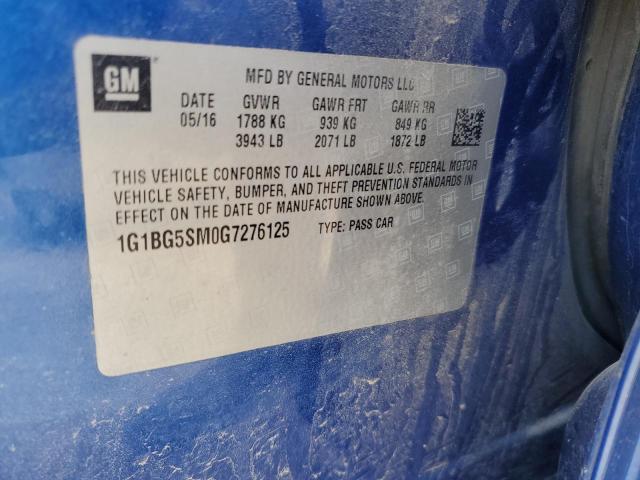 GM
MFD BY GENERAL MOTORS LLC
DATE GVWR GAWR FRT GAWR RR
05/16 1788 KG 939 KG 849 KG
3943 LB 2071 LB 1872 LB
THIS VEHICLE CONFORMS TO ALL APPLICABLE U.S. FEDERAL MOTOR
VEHICLE SAFETY, BUMPER, AND THEFT PREVENTION STANDARDS IN
EFFECT ON THE DATE OF MANUFACTURE SHOWN ABOVE.
1G1BG5SM0G7276125 TYPE: PASS CAR